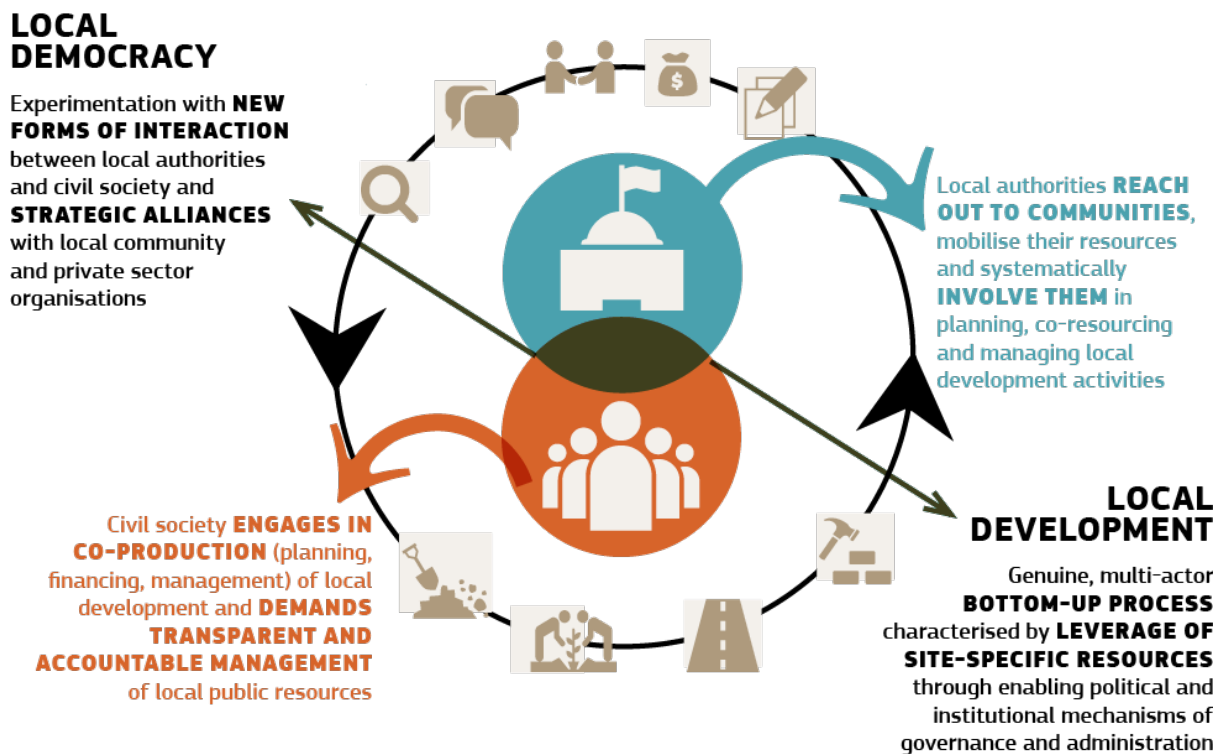 LOCAL
DEMOCRACY
Experimentation with NEW
FORMS OF INTERACTION
between local authorities
and civil society and
STRATEGIC ALLIANCES
with local community
and private sector
organisations
$
Local authorities REACH
OUT TO COMMUNITIES,
mobilise their resources
and systematically
INVOLVE THEM in
planning, co-resourcing
and managing local
development activities
Civil society ENGAGES IN
CO-PRODUCTION (planning,
financing, management) of local
development and DEMANDS
TRANSPARENT AND
ACCOUNTABLE MANAGEMENT
of local public resources
LOCAL
DEVELOPMENT
Genuine, multi-actor
BOTTOM-UP PROCESS
characterised by LEVERAGE OF
SITE-SPECIFIC RESOURCES
through enabling political and
institutional mechanisms of
governance and administration